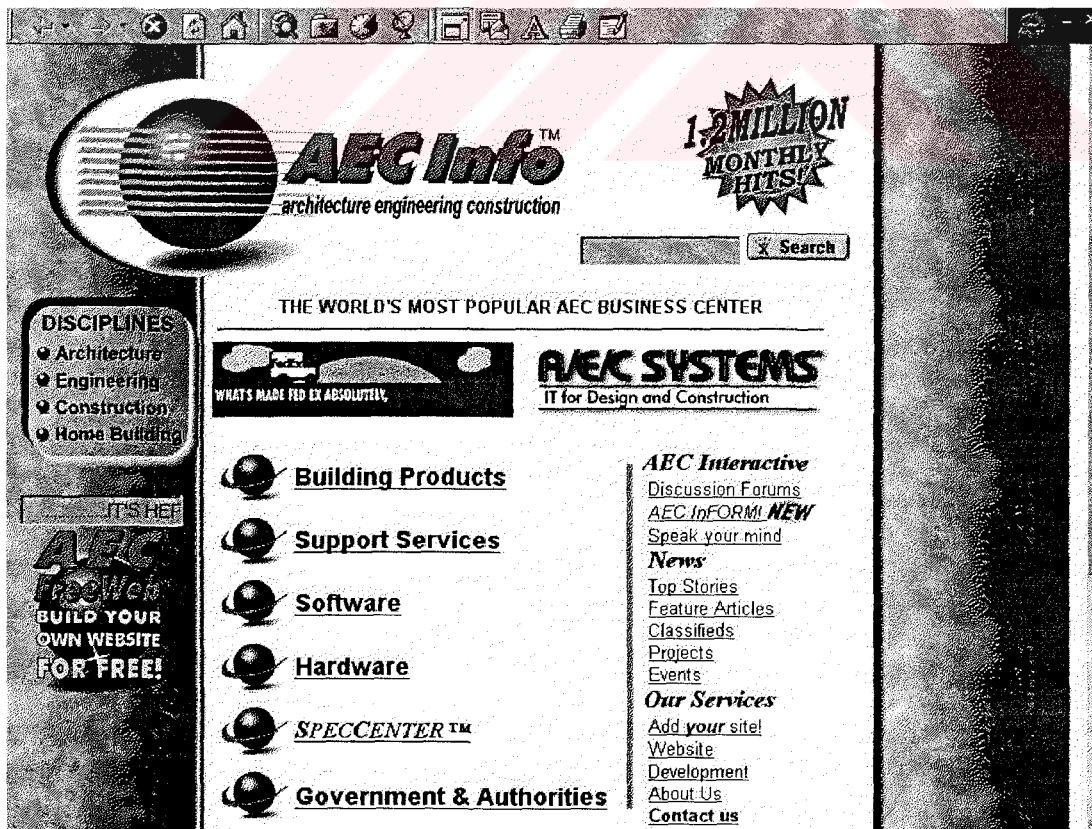 AEC Info™
architecture engineering construction
1,2 MILLION
MONTHLY
HITS!
Search
THE WORLD'S MOST POPULAR AEC BUSINESS CENTER
DISCIPLINES
Architecture
Engineering
Construction
Home Building
WHAT'S MADE FED EX ABSOLUTELY,
A/E/C SYSTEMS
IT for Design and Construction
..........IT'S HEF
AEC
FreeWeb
BUILD YOUR
OWN WEBSITE
FOR FREE!
Building Products
Support Services
Software
Hardware
SPECCENTER™
Government & Authorities
AEC Interactive
Discussion Forums
AEC InFORM! NEW
Speak your mind
News
Top Stories
Feature Articles
Classifieds
Projects
Events
Our Services
Add your site!
Website
Development
About Us
Contact us